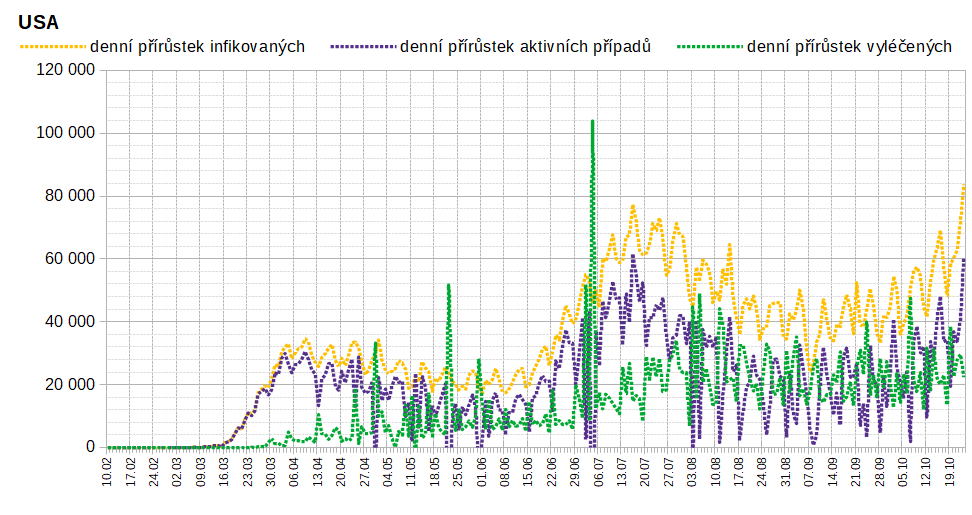 USA
denní přírůstek infikovaných denní přírůstek aktivních případů denní přírůstek vyléčených
120 000
100 000
80 000
60 000
40 000
20 000
0
10.02 17.02 24.02 02.03 09.03 16.03 23.03 30.03 06.04 13.04 20.04 27.04 04.05 11.05 18.05 25.05 01.06 08.06 15.06 22.06 29.06 06.07 13.07 20.07 27.07 03.08 10.08 17.08 24.08 31.08 07.09 14.09 21.09 28.09 05.10 12.10 19.10